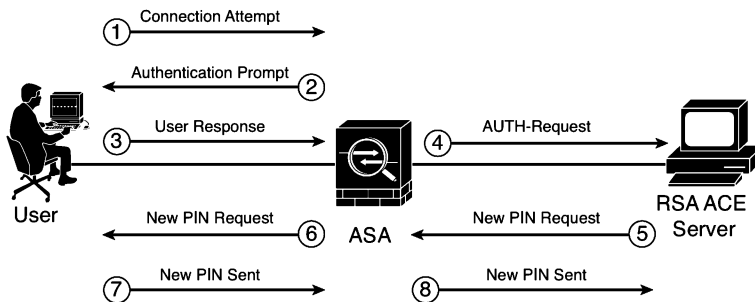 Connection Attempt
1
Authentication Prompt
2
3
User Response
4
AUTH-Request
User
ASA
RSA ACE
Server
New PIN Request
6
New PIN Request
5
7
New PIN Sent
8
New PIN Sent